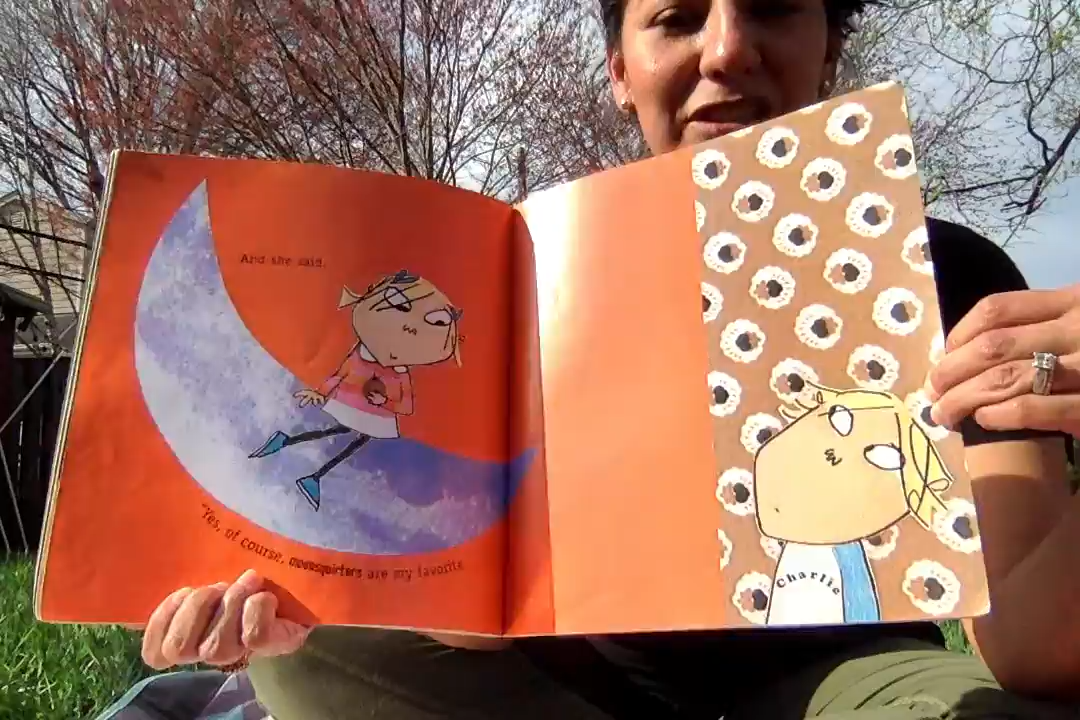 And she said,
"Yes, of course, moonsquirters are my favorite
Charlie